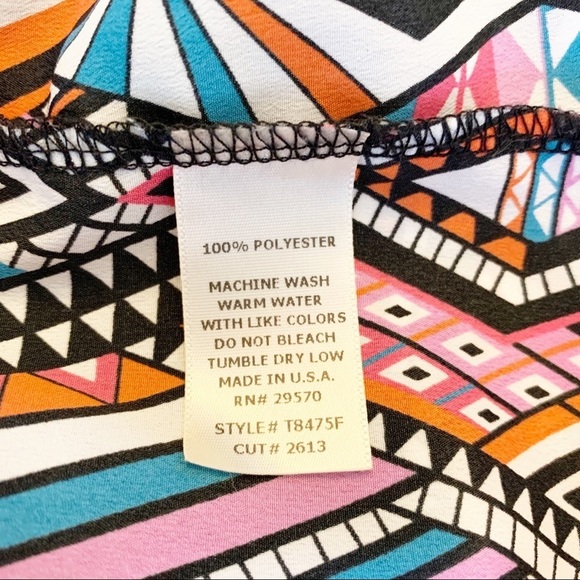 100% POLYESTER
MACHINE WASH
WARM WATER
WITH LIKE COLORS
DO NOT BLEACH
TUMBLE DRY LOW
MADE IN U.S.A.
RN# 29570
STYLE# T8475F
CUT# 2613